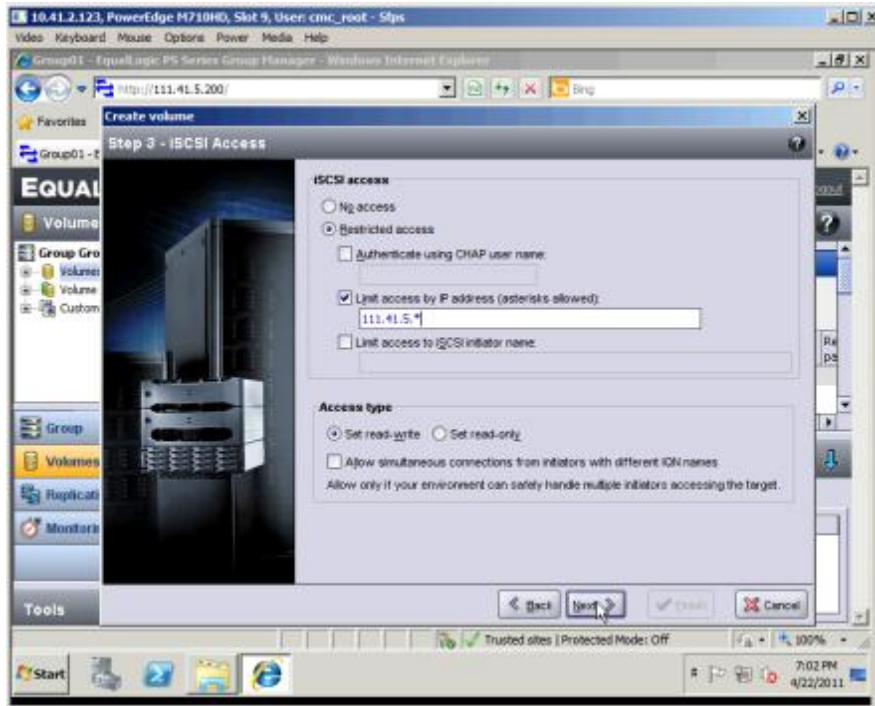 10.41.2.123, PowerEdge M710HD, Slot 9, User: cmc_root - 5fps
Video Keyboard Mouse Options Power Media Help
Group01 - EqualLogic PS Series Group Manager - Windows Internet Explorer
http://111.41.5.200/
Bing
Favorites
Create volume
Group01 - E
Step 3 - iSCSI Access
EQUAL
Volume
Group Gro
Volumes
Volume
Custom
iSCSI access
No access
Restricted access
Authenticate using CHAP user name:
Limit access by IP address (asterisks allowed):
111.41.5.*
Limit access to iSCSI initiator name:
Re
pa
Access type
Set read-write Set read-only
Allow simultaneous connections from initiators with different IQN names
Allow only if your environment can safely handle multiple initiators accessing the target.
Group
Volumes
Replicati
Monitorin
Tools
Back Next Cancel
Trusted sites | Protected Mode: Off
100%
Start
7:02 PM
4/22/2011